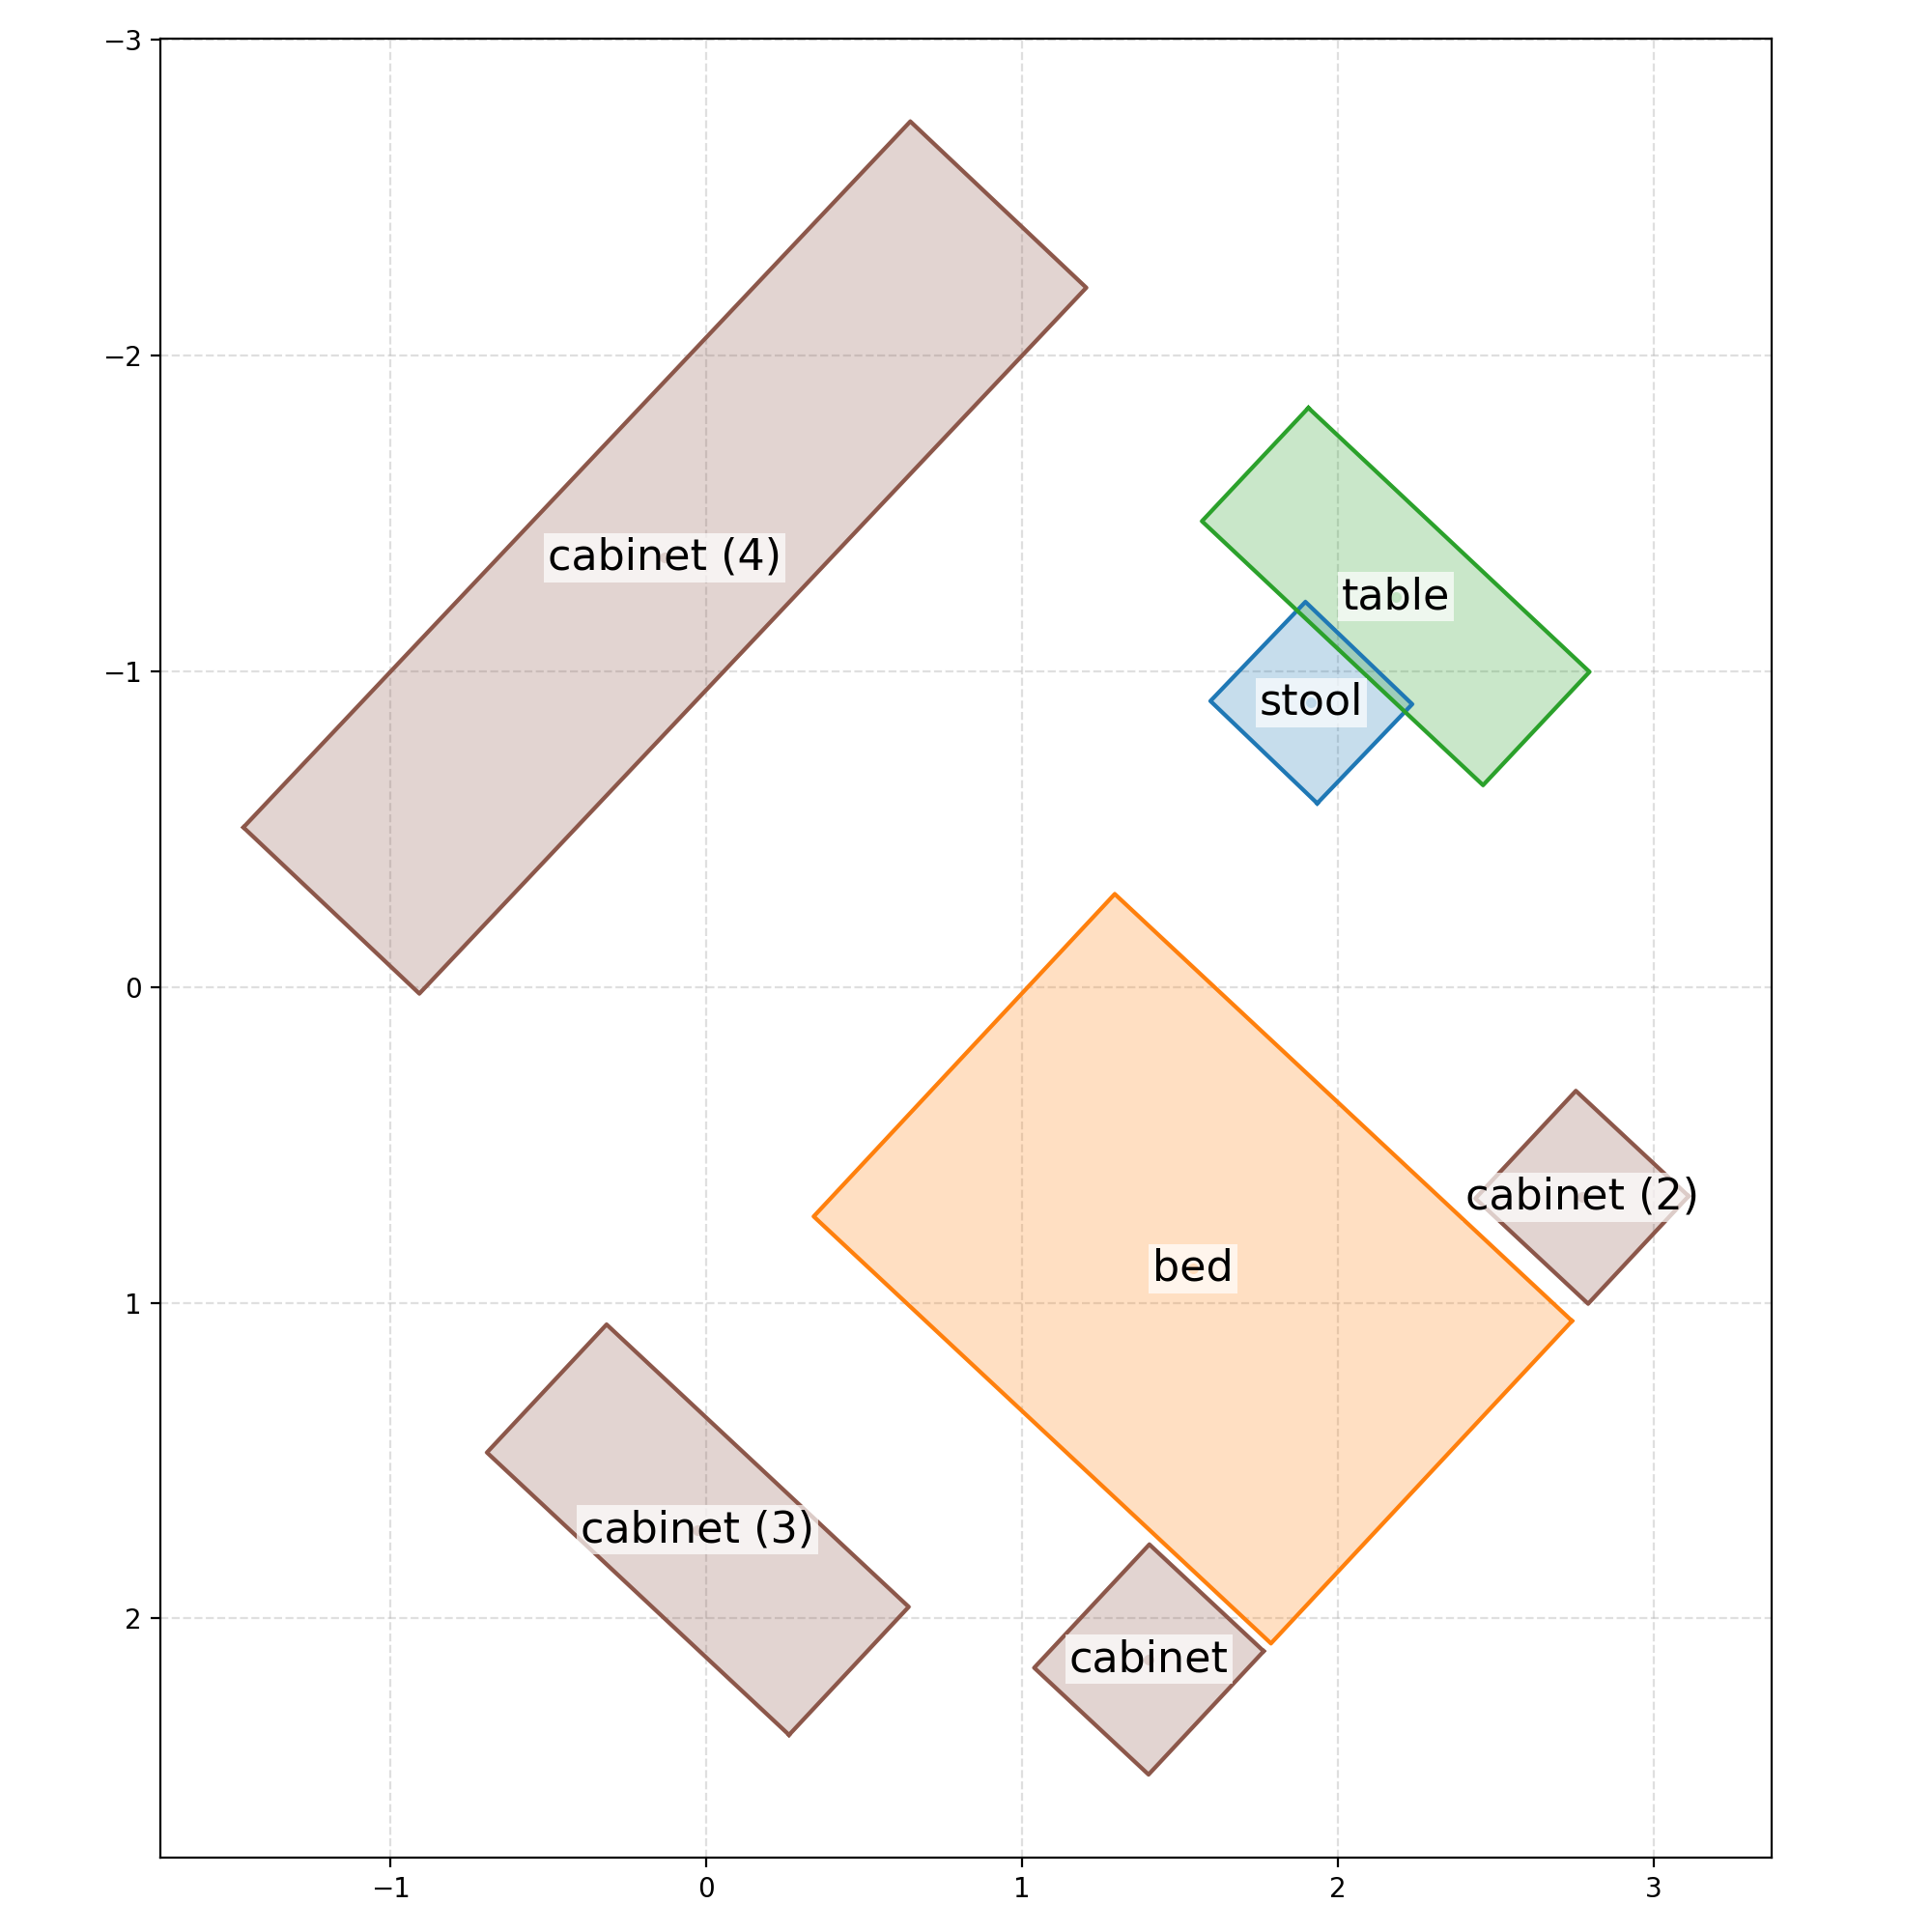 −3
−2
−1
0
1
2
cabinet (4)
table
stool
cabinet (2)
bed
cabinet (3)
cabinet
−1
0
1
2
3